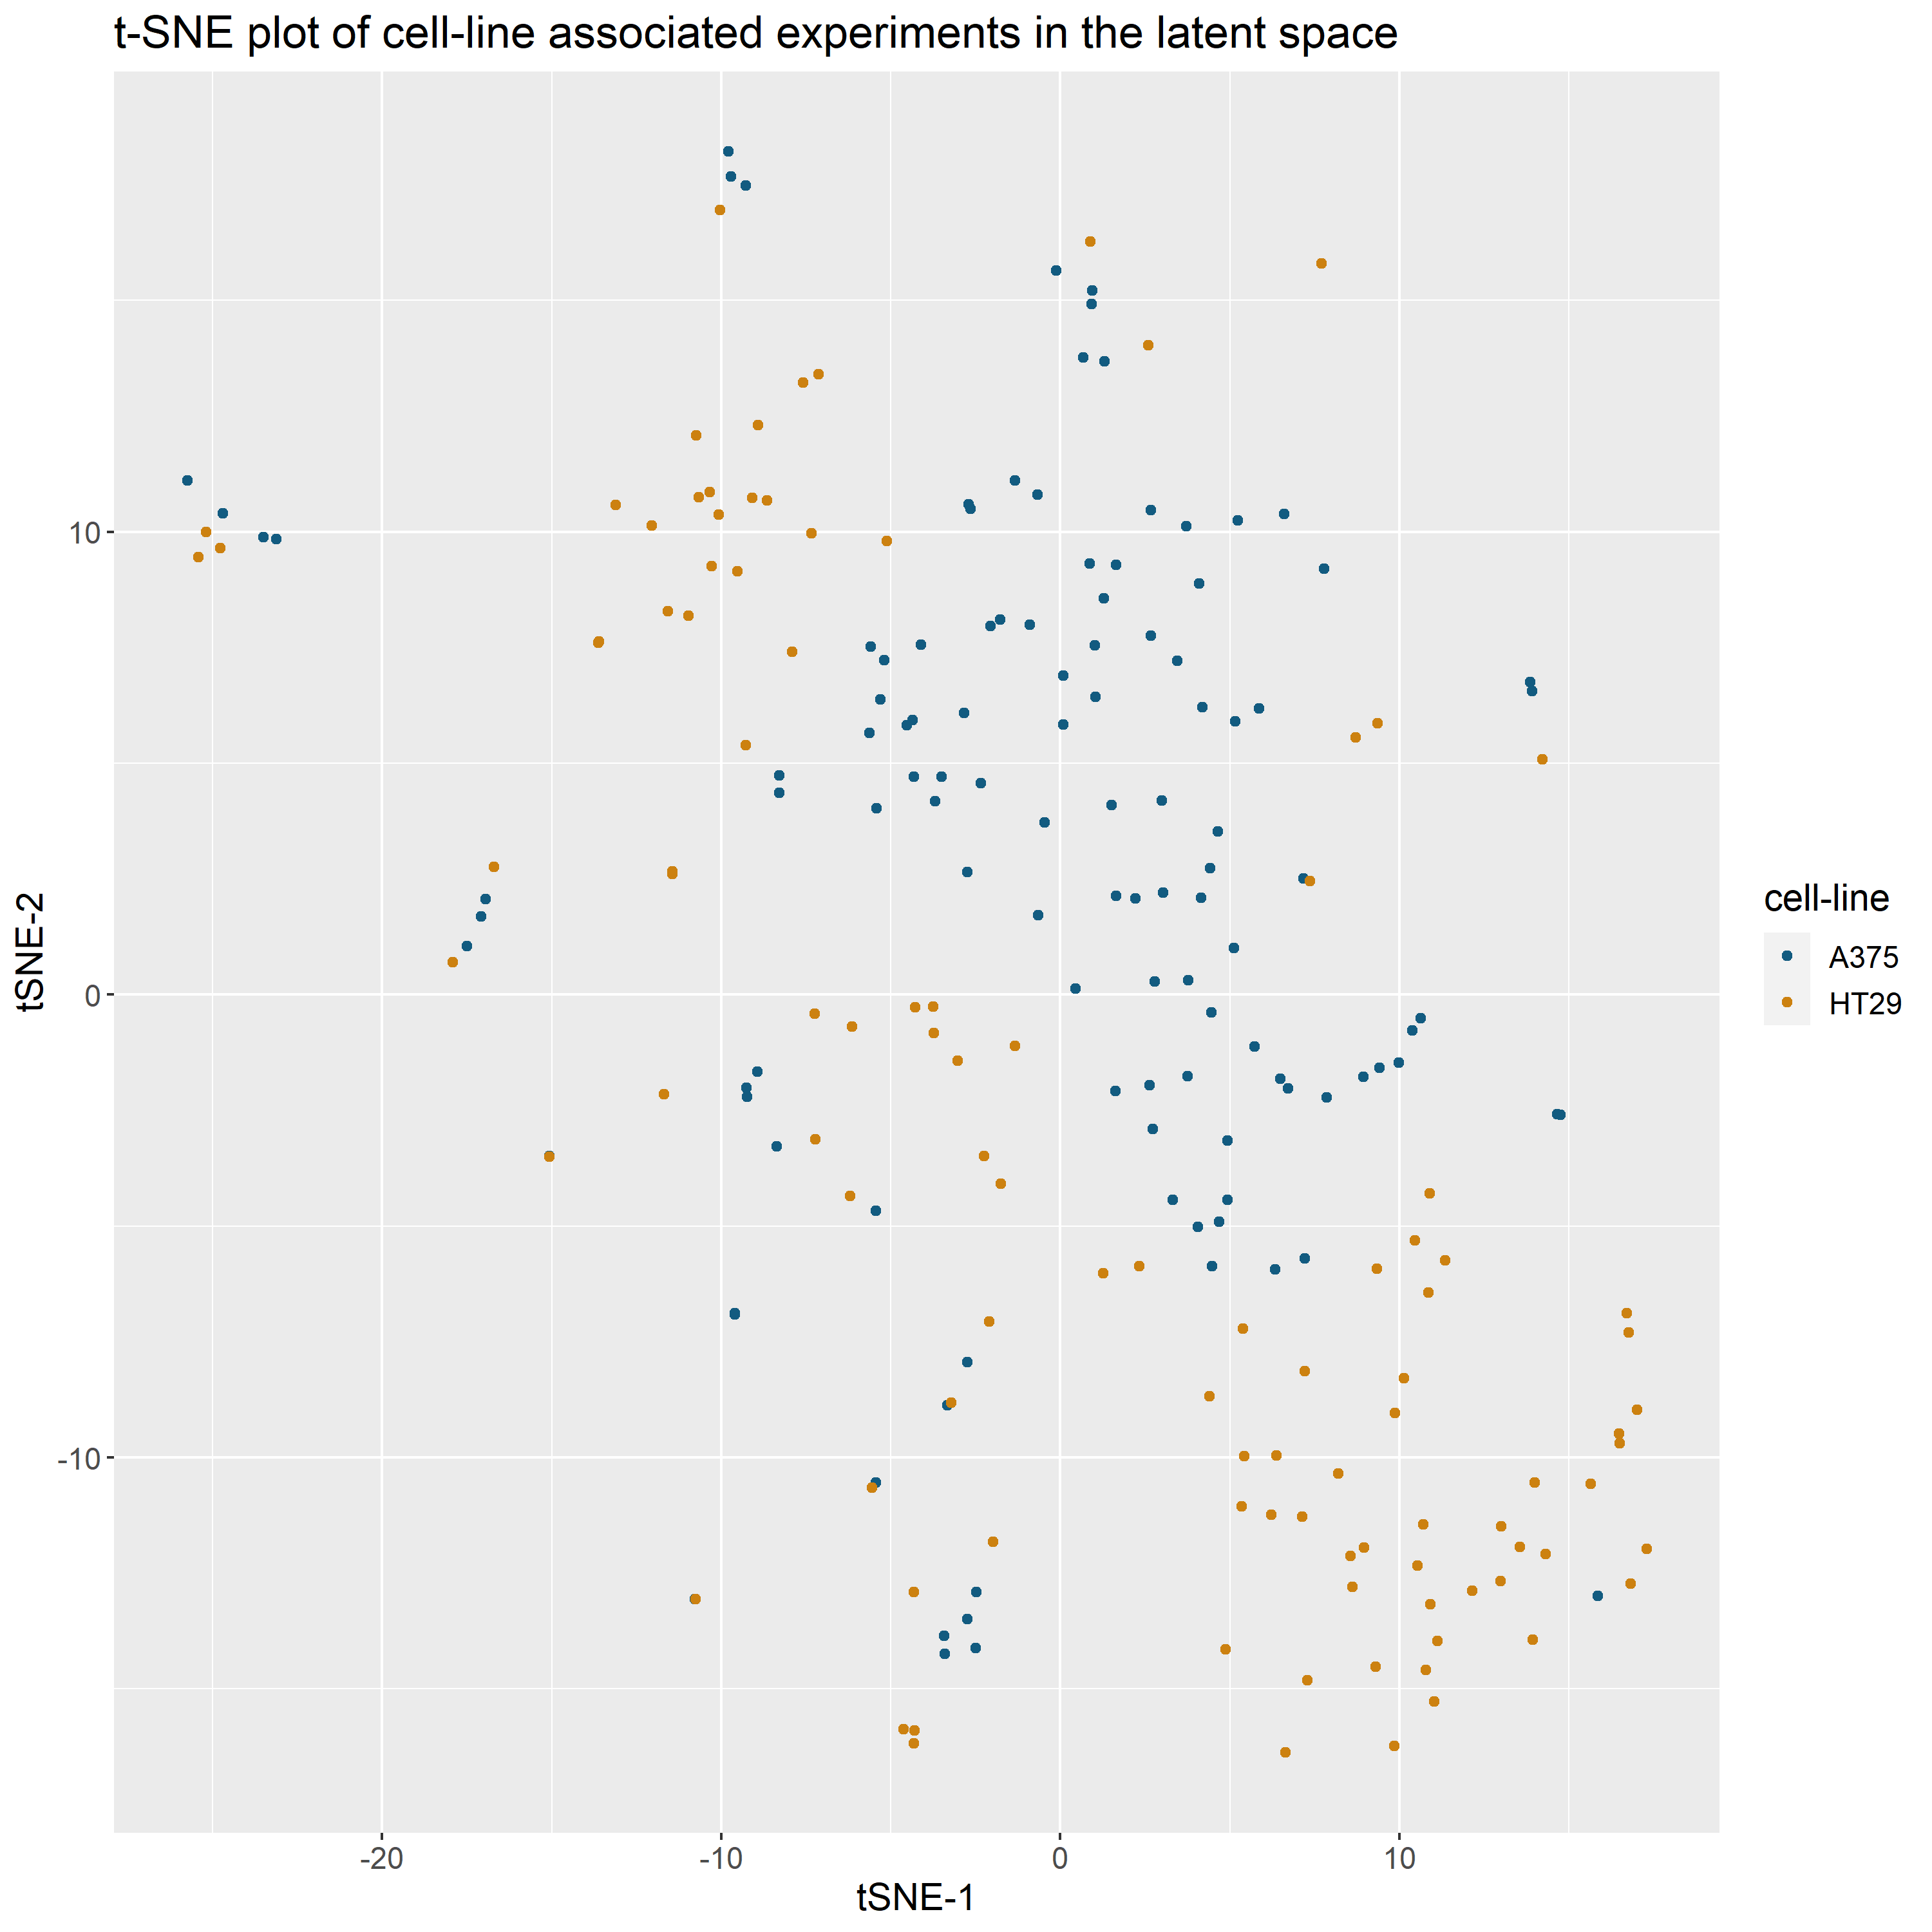 t-SNE plot of cell-line associated experiments in the latent space
tSNE-2
10
0
-10
-20
-10
0
10
tSNE-1
cell-line
A375
HT29